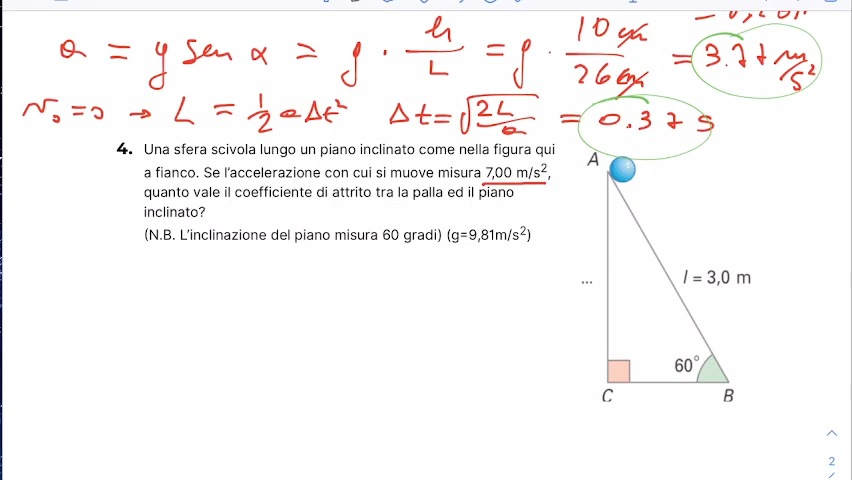 a = g sen α = g · h/L = g · 10 cm/26 cm = 3.77 m/s²
v₀ = 0 → L = 1/2 a Δt² Δt = √(2L/a) = 0.37 s
4. Una sfera scivola lungo un piano inclinato come nella figura qui
a fianco. Se l'accelerazione con cui si muove misura 7,00 m/s²,
quanto vale il coefficiente di attrito tra la palla ed il piano
inclinato?
(N.B. L'inclinazione del piano misura 60 gradi) (g=9,81m/s²)
A
...
l = 3,0 m
60°
C B
2